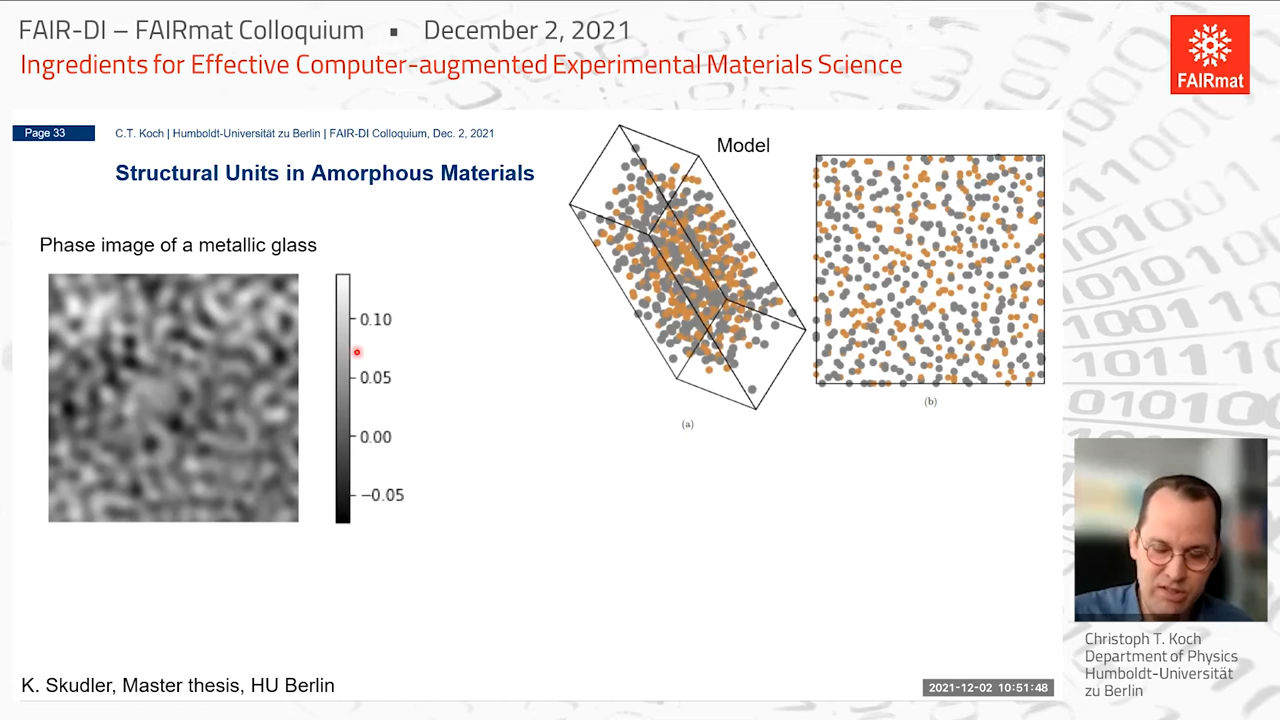 FAIR-DI – FAIRmat Colloquium ▪ December 2, 2021
Ingredients for Effective Computer-augmented Experimental Materials Science
FAIRmat
Page 33
C.T. Koch | Humboldt-Universität zu Berlin | FAIR-DI Colloquium, Dec. 2, 2021
Structural Units in Amorphous Materials
Model
Phase image of a metallic glass
0.10
0.05
0.00
−0.05
(a)
(b)
K. Skudler, Master thesis, HU Berlin
2021-12-02 10:51:48
Christoph T. Koch
Department of Physics
Humboldt-Universität
zu Berlin